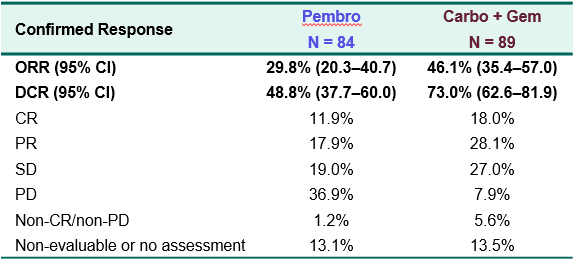 Confirmed Response Pembro Carbo + Gem
N = 84 N = 89
ORR (95% CI) 29.8% (20.3–40.7) 46.1% (35.4–57.0)
DCR (95% CI) 48.8% (37.7–60.0) 73.0% (62.6–81.9)
CR 11.9% 18.0%
PR 17.9% 28.1%
SD 19.0% 27.0%
PD 36.9% 7.9%
Non-CR/non-PD 1.2% 5.6%
Non-evaluable or no assessment 13.1% 13.5%